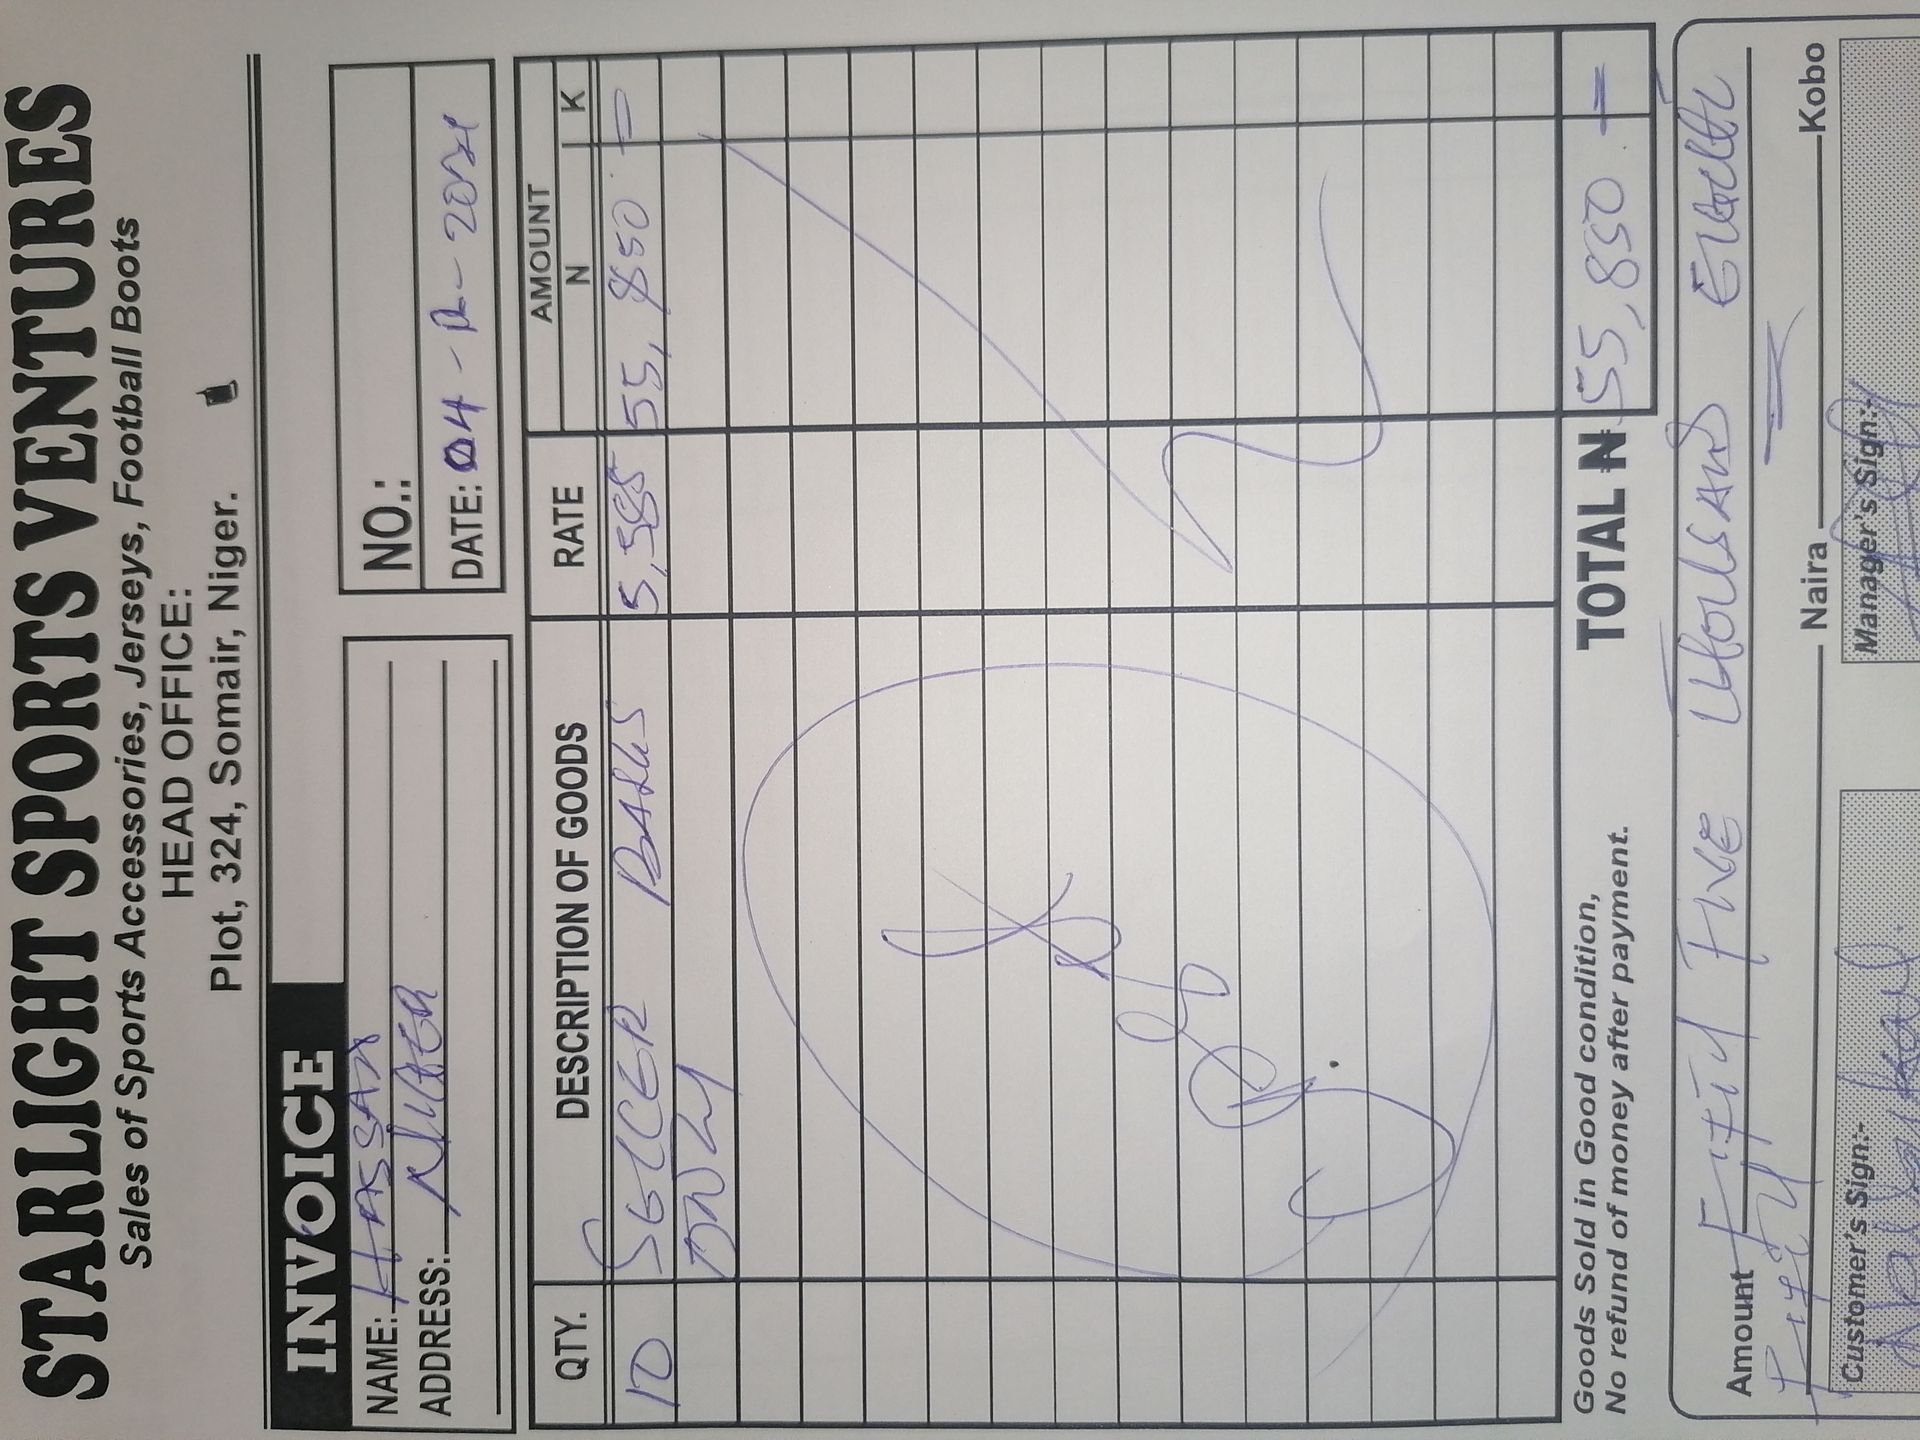 STARLIGHT SPORTS VENTURES
Sales of Sports Accessories, Jerseys, Football Boots
HEAD OFFICE:
Plot, 324, Somair, Niger.
INVOICE
NO.:
NAME: HASSAN
DATE: 04-12-2021
ADDRESS: NIGER
QTY. DESCRIPTION OF GOODS RATE AMOUNT
N K
10 SOCCER BALLS 5,585 55,850 =
ONLY
Goods Sold in Good condition,
No refund of money after payment.
TOTAL N 55,850 =
Amount FIFTY FIVE THOUSAND EIGHT
FIFTY Naira Kobo
Customer's Sign:-
Manager's Sign:-